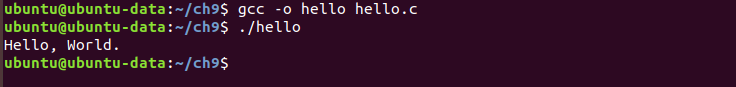 ubuntu@ubuntu-data:~/ch9$ gcc -o hello hello.c
ubuntu@ubuntu-data:~/ch9$ ./hello
Hello, World.
ubuntu@ubuntu-data:~/ch9$